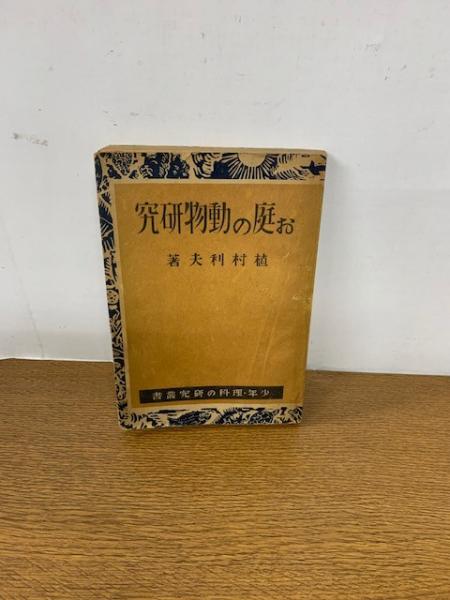 お庭の動物研究
植村利夫著
少年・理科の研究叢書